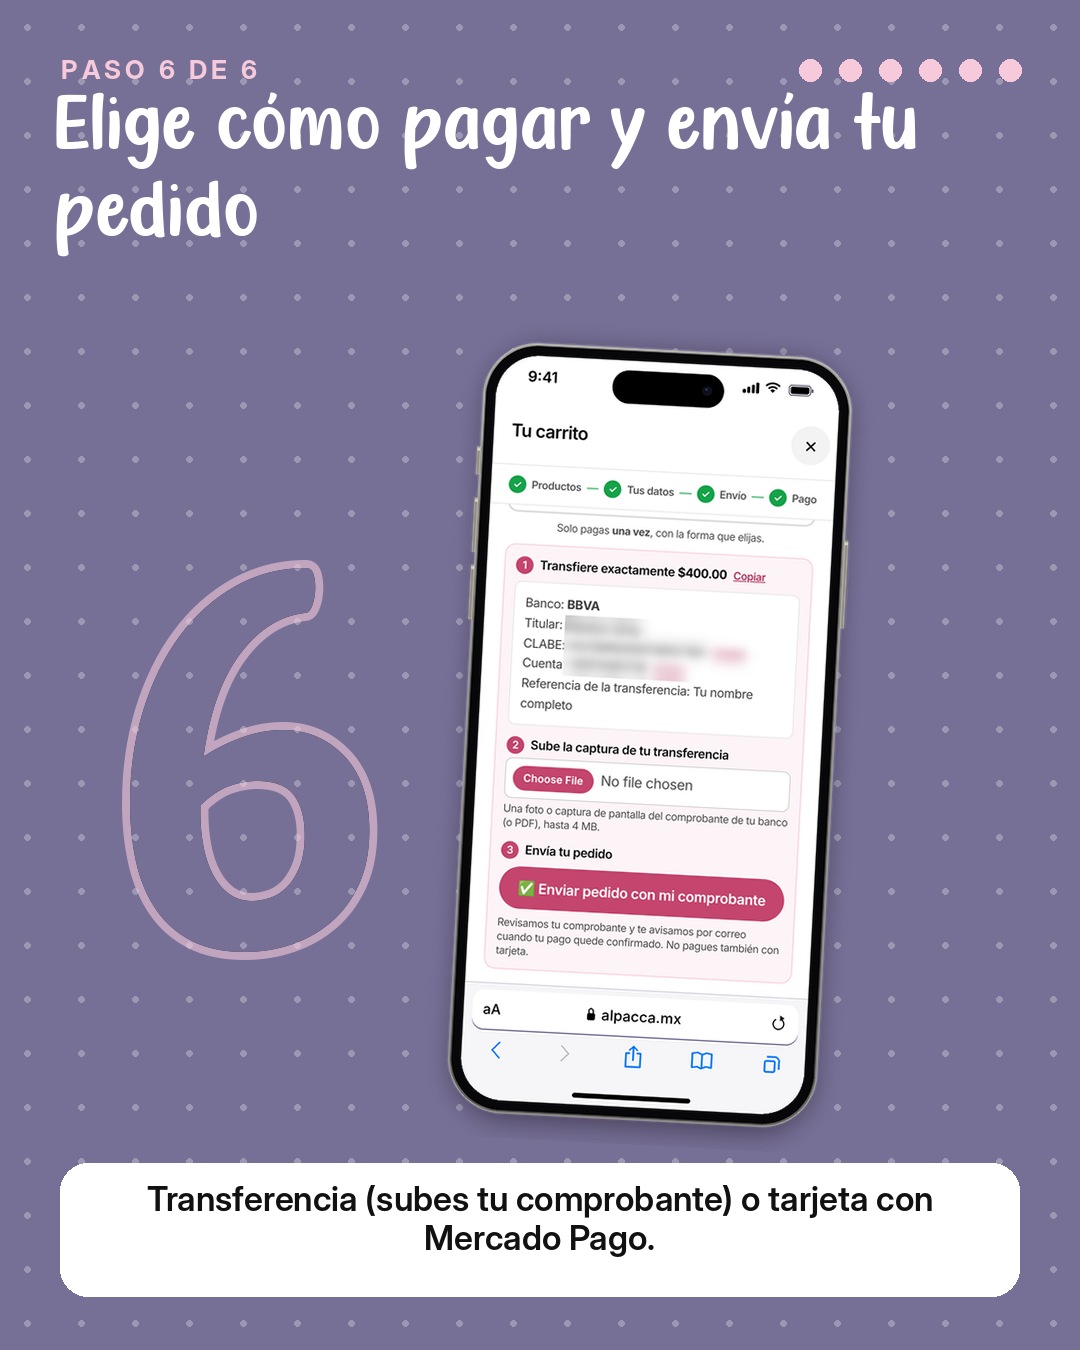 PASO 6 DE 6
Elige cómo pagar y envía tu
pedido
6
9:41
Tu carrito
Productos
Tus datos
Envío
Pago
Solo pagas una vez, con la forma que elijas.
1 Transfiere exactamente $400.00 Copiar
Banco: BBVA
Titular:
CLABE:
Cuenta
Referencia de la transferencia: Tu nombre
completo
2 Sube la captura de tu transferencia
Choose File No file chosen
Una foto o captura de pantalla del comprobante de tu banco
(o PDF), hasta 4 MB.
3 Envía tu pedido
✅ Enviar pedido con mi comprobante
Revisamos tu comprobante y te avisamos por correo
cuando tu pago quede confirmado. No pagues también con
tarjeta.
aA alpacca.mx
Transferencia (subes tu comprobante) o tarjeta con
Mercado Pago.